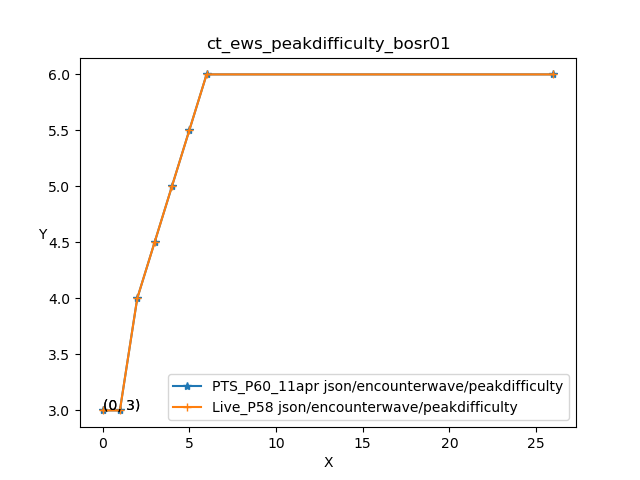 ct_ews_peakdifficulty_bosr01
6.0
5.5
5.0
Y
4.5
4.0
3.5
3.0
(0, 3)
PTS_P60_11apr json/encounterwave/peakdifficulty
Live_P58 json/encounterwave/peakdifficulty
0 5 10 15 20 25
X